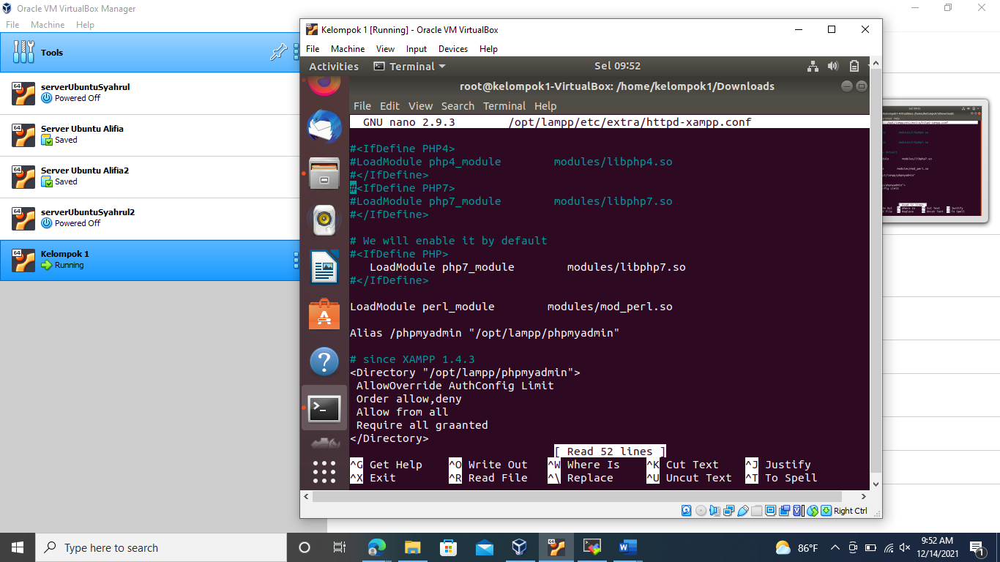 Oracle VM VirtualBox Manager
File Machine Help
Tools
64
serverUbuntuSyahrul
Powered Off
64
Server Ubuntu Alifia
Saved
64
Server Ubuntu Alifia2
Saved
64
serverUbuntuSyahrul2
Powered Off
64
Kelompok 1
Running
Kelompok 1 [Running] - Oracle VM VirtualBox
File Machine View Input Devices Help
Activities Terminal Sel 09:52
root@kelompok1-VirtualBox: /home/kelompok1/Downloads
File Edit View Search Terminal Help
GNU nano 2.9.3 /opt/lampp/etc/extra/httpd-xampp.conf
#<IfDefine PHP4>
#LoadModule php4_module modules/libphp4.so
#</IfDefine>
#<IfDefine PHP7>
#LoadModule php7_module modules/libphp7.so
#</IfDefine>
# We will enable it by default
#<IfDefine PHP>
LoadModule php7_module modules/libphp7.so
#</IfDefine>
LoadModule perl_module modules/mod_perl.so
Alias /phpmyadmin "/opt/lampp/phpmyadmin"
# since XAMPP 1.4.3
<Directory "/opt/lampp/phpmyadmin">
AllowOverride AuthConfig Limit
Order allow,deny
Allow from all
Require all graanted
</Directory>
[ Read 52 lines ]
^G Get Help ^O Write Out ^W Where Is ^K Cut Text ^J Justify
^X Exit ^R Read File ^\ Replace ^U Uncut Text ^T To Spell
Right Ctrl
Type here to search
86°F
9:52 AM
12/14/2021
1